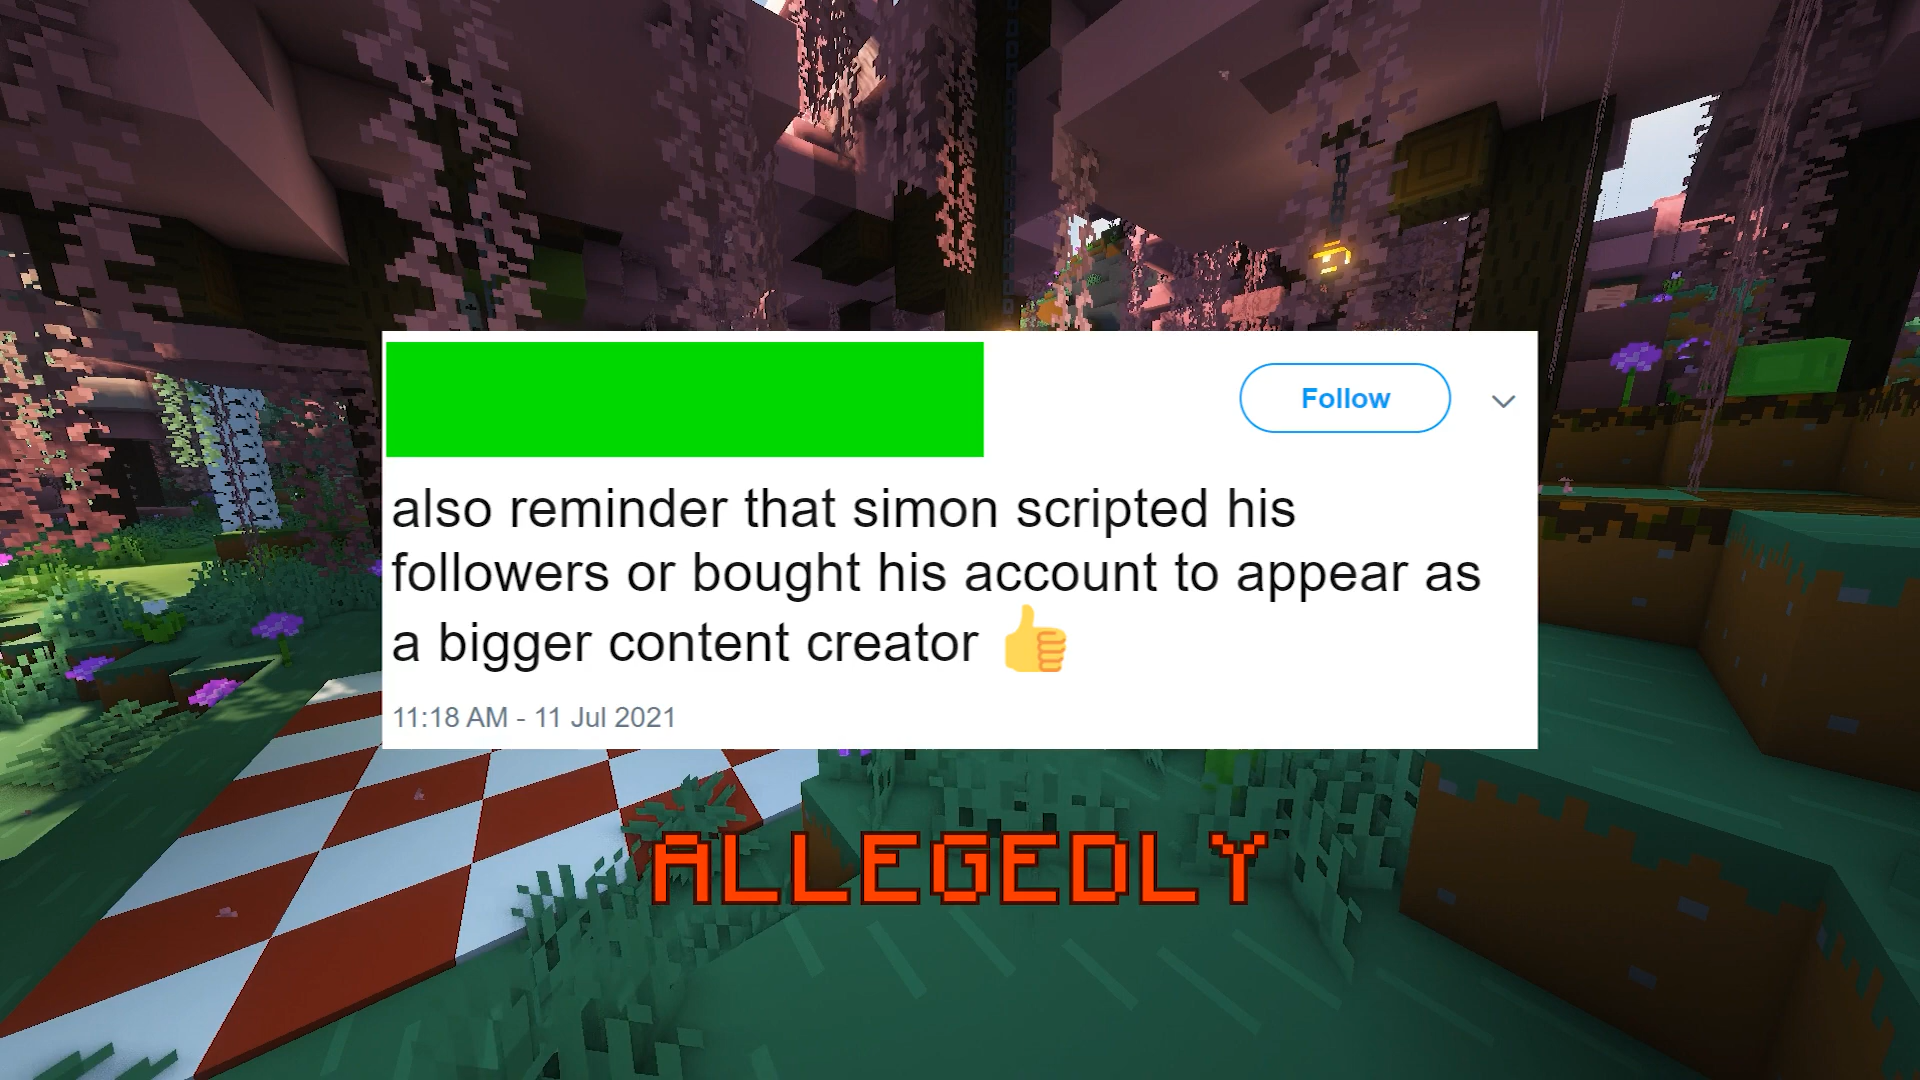 Follow
also reminder that simon scripted his
followers or bought his account to appear as
a bigger content creator 👍
11:18 AM - 11 Jul 2021
ALLEGEDLY